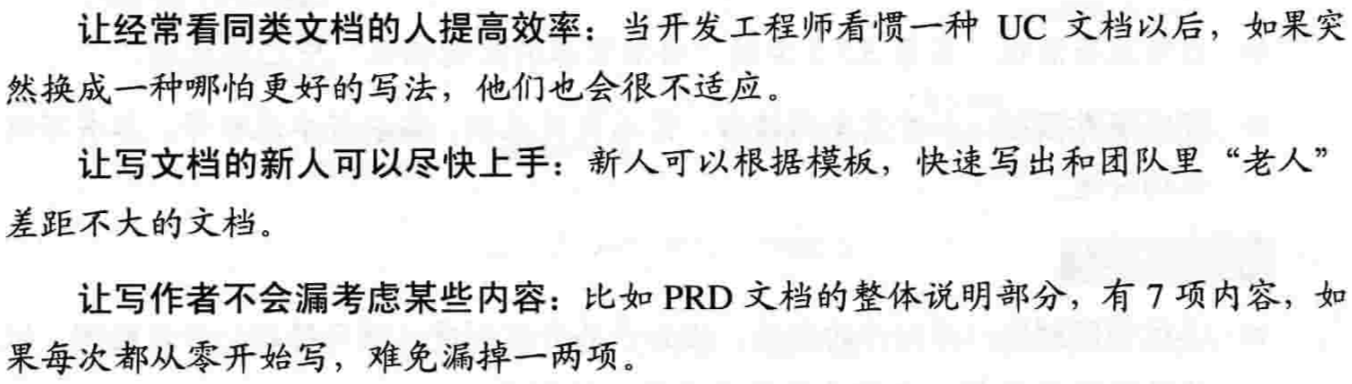 让经常看同类文档的人提高效率：当开发工程师看惯一种 UC 文档以后，如果突
然换成一种哪怕更好的写法，他们也会很不适应。
让写文档的新人可以尽快上手：新人可以根据模板，快速写出和团队里“老人”
差距不大的文档。
让写作者不会漏考虑某些内容：比如 PRD 文档的整体说明部分，有 7 项内容，如
果每次都从零开始写，难免漏掉一两项。